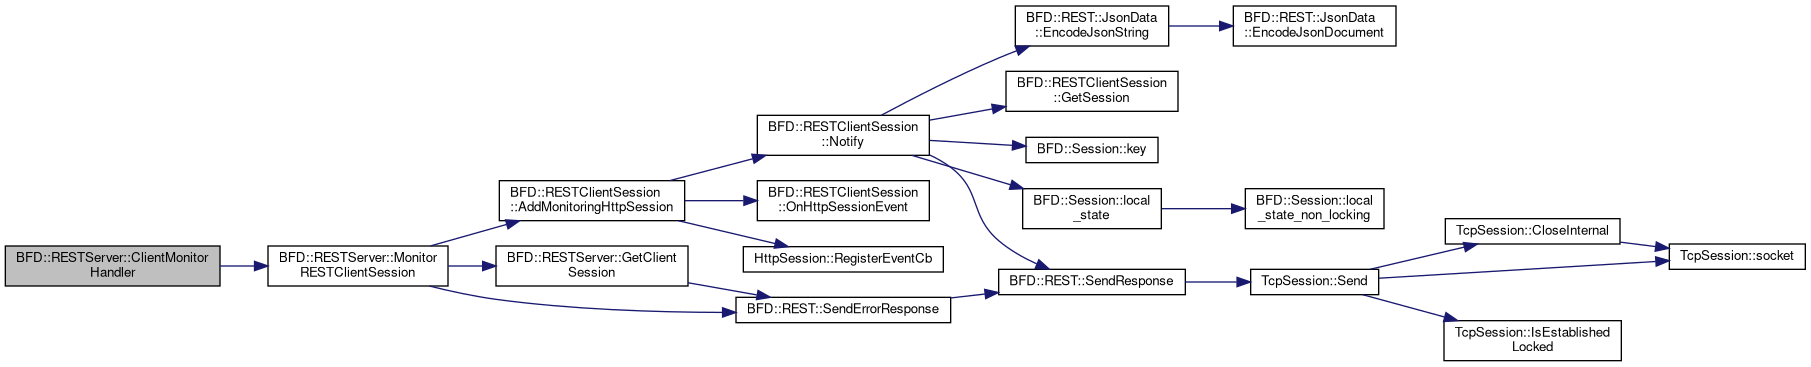 BFD::RESTServer::ClientMonitor
Handler
BFD::RESTServer::Monitor
RESTClientSession
BFD::RESTClientSession
::AddMonitoringHttpSession
BFD::RESTServer::GetClient
Session
BFD::REST::SendErrorResponse
BFD::RESTClientSession
::Notify
BFD::RESTClientSession
::OnHttpSessionEvent
HttpSession::RegisterEventCb
BFD::REST::JsonData
::EncodeJsonString
BFD::REST::JsonData
::EncodeJsonDocument
BFD::RESTClientSession
::GetSession
BFD::Session::key
BFD::Session::local
_state
BFD::Session::local
_state_non_locking
BFD::REST::SendResponse
TcpSession::Send
TcpSession::CloseInternal
TcpSession::socket
TcpSession::IsEstablished
Locked